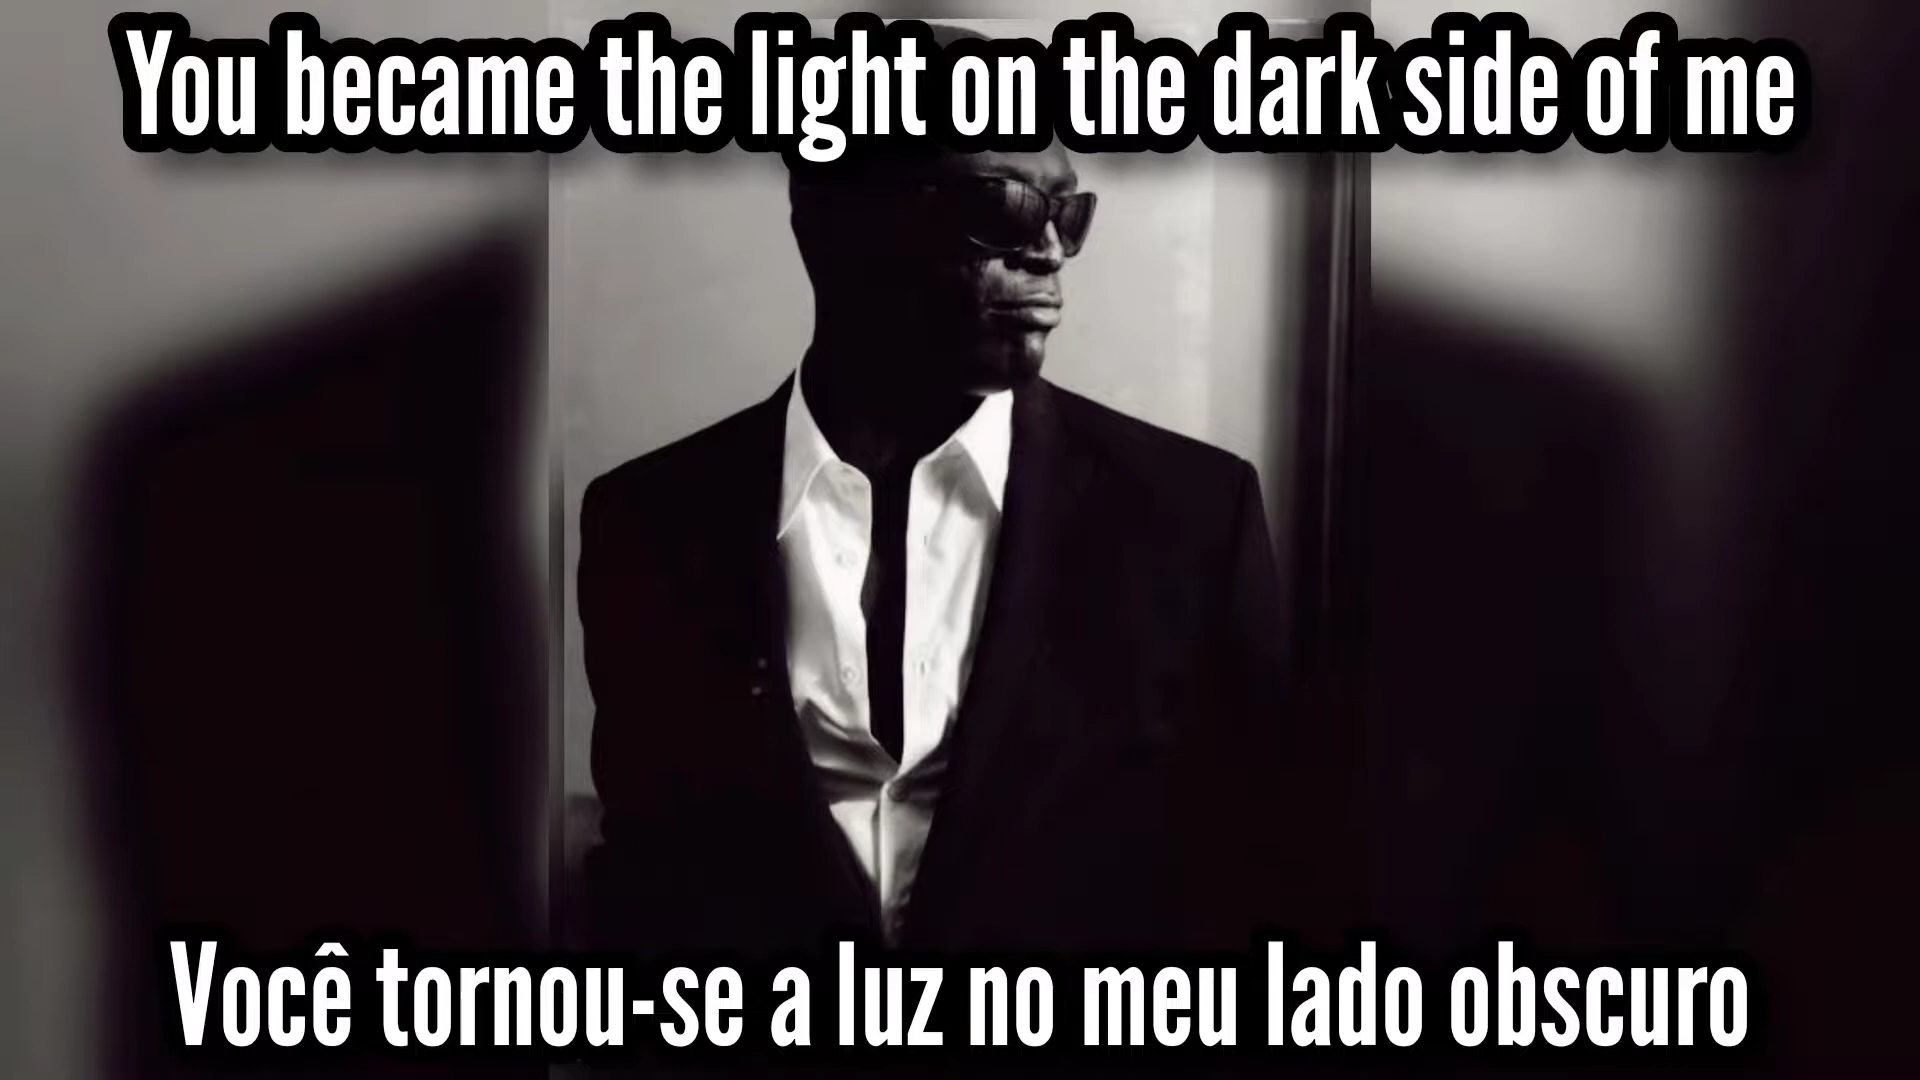 You became the light on the dark side of me
Você tornou-se a luz no meu lado obscuro